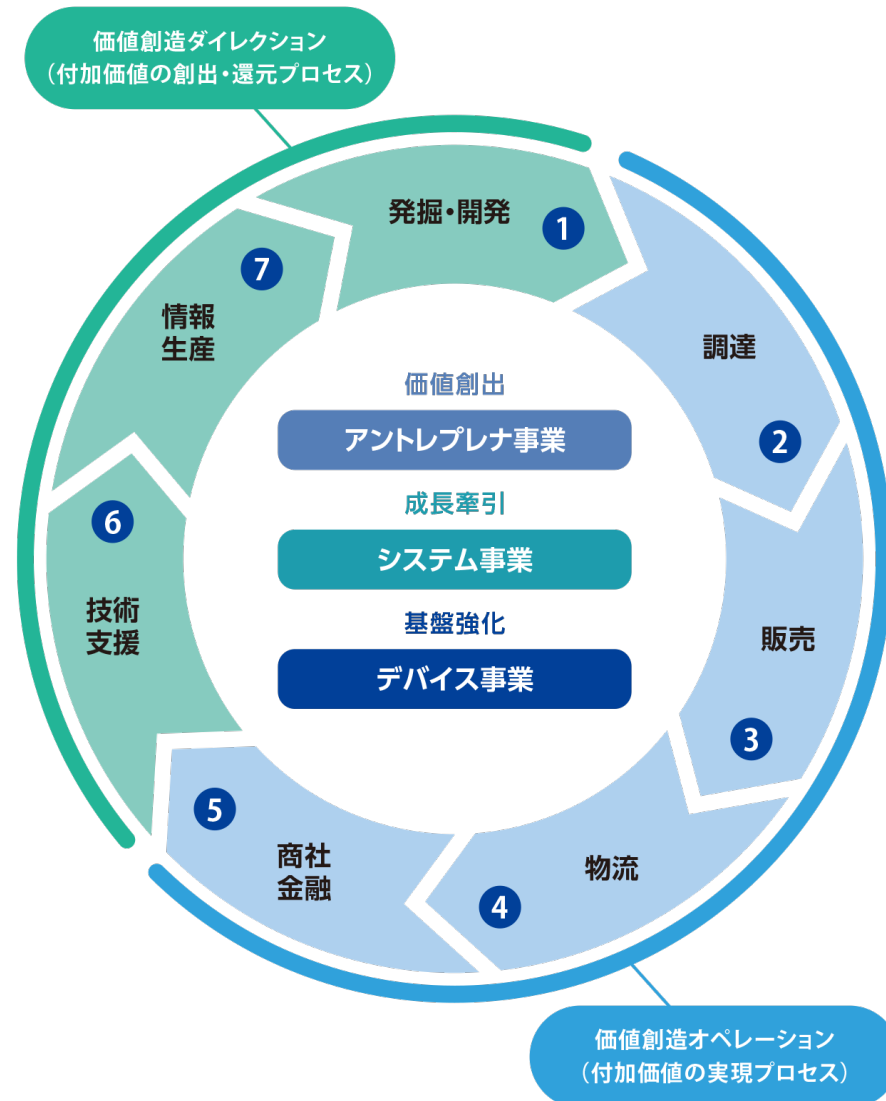 価値創造ダイレクション
（付加価値の創出・還元プロセス）
発掘・開発
1
調達
2
販売
3
物流
4
商社
金融
5
技術
支援
6
情報
生産
7
価値創出
アントレプレナ事業
成長牽引
システム事業
基盤強化
デバイス事業
価値創造オペレーション
（付加価値の実現プロセス）